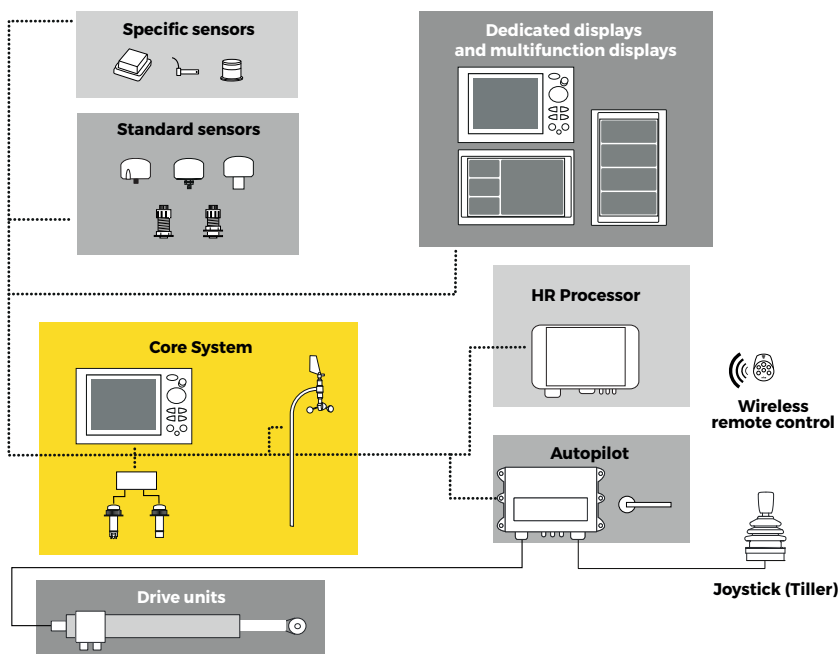 Specific sensors
Standard sensors
Dedicated displays
and multifunction displays
HR Processor
Core System
Wireless
remote control
Autopilot
Joystick (Tiller)
Drive units